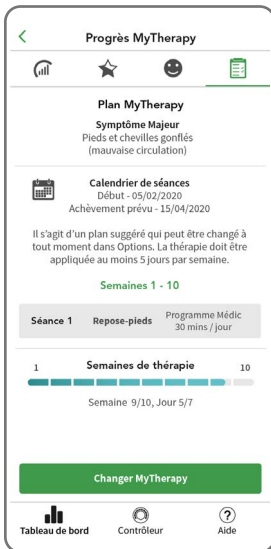 Progrès MyTherapy
Plan MyTherapy
Symptôme Majeur
Pieds et chevilles gonflés
(mauvaise circulation)
Calendrier de séances
Début - 05/02/2020
Achèvement prévu - 15/04/2020
Il s’agit d’un plan suggéré qui peut être changé à
tout moment dans Options. La thérapie doit être
appliquée au moins 5 jours par semaine.
Semaines 1 - 10
Séance 1 Repose-pieds Programme Médic
30 mins / jour
1 Semaines de thérapie 10
Semaine 9/10, Jour 5/7
Changer MyTherapy
Tableau de bord Contrôleur Aide